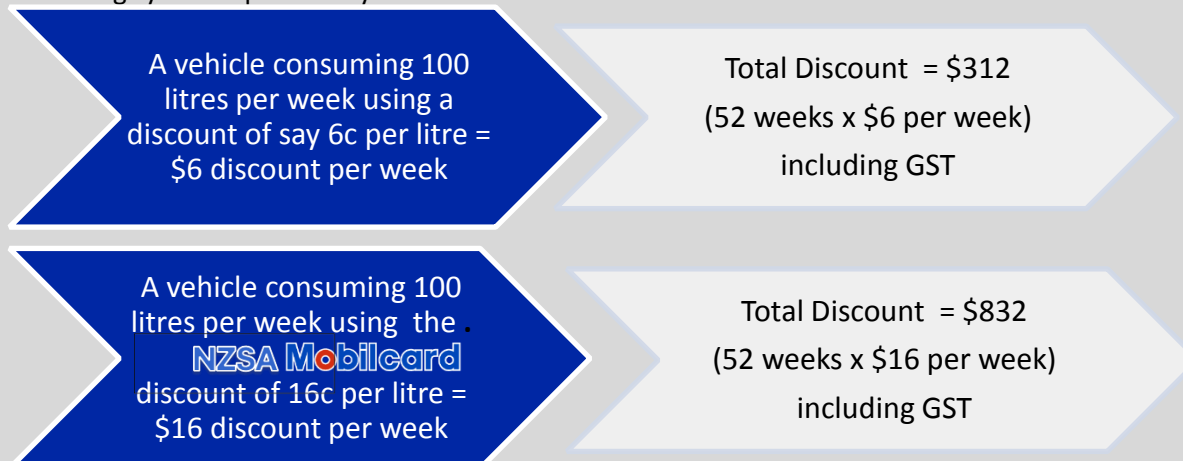 A vehicle consuming 100
litres per week using a
discount of say 6c per litre =
$6 discount per week
Total Discount = $312
(52 weeks x $6 per week)
including GST
A vehicle consuming 100
litres per week using the .
NZSA Mobilcard
discount of 16c per litre =
$16 discount per week
Total Discount = $832
(52 weeks x $16 per week)
including GST